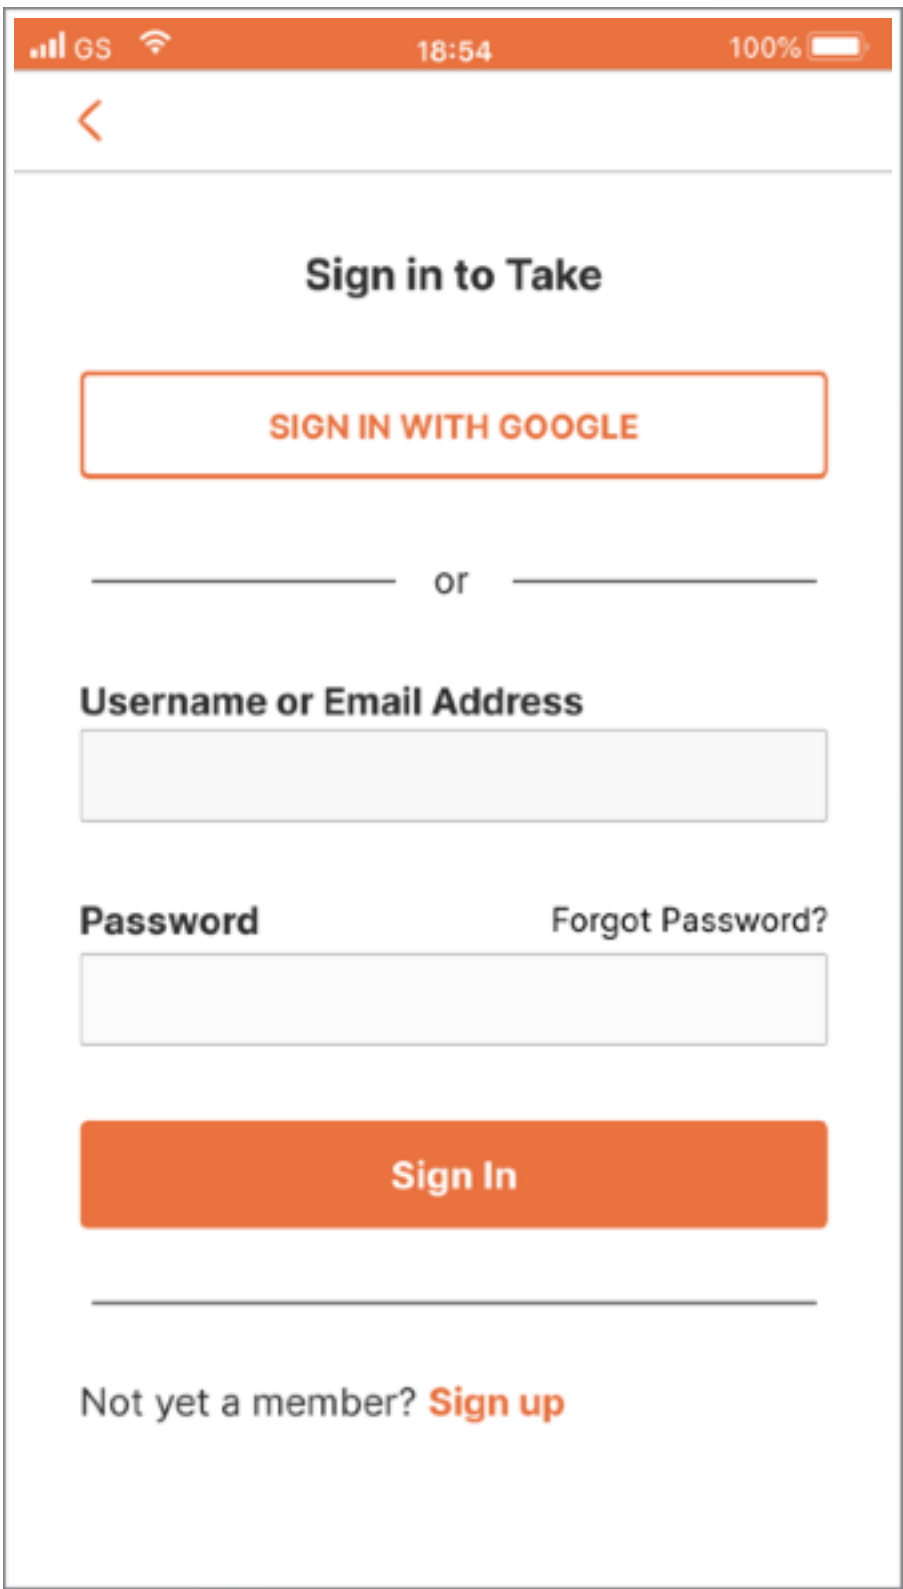 GS 18:54 100%
Sign in to Take
SIGN IN WITH GOOGLE
or
Username or Email Address
Password Forgot Password?
Sign In
Not yet a member? Sign up